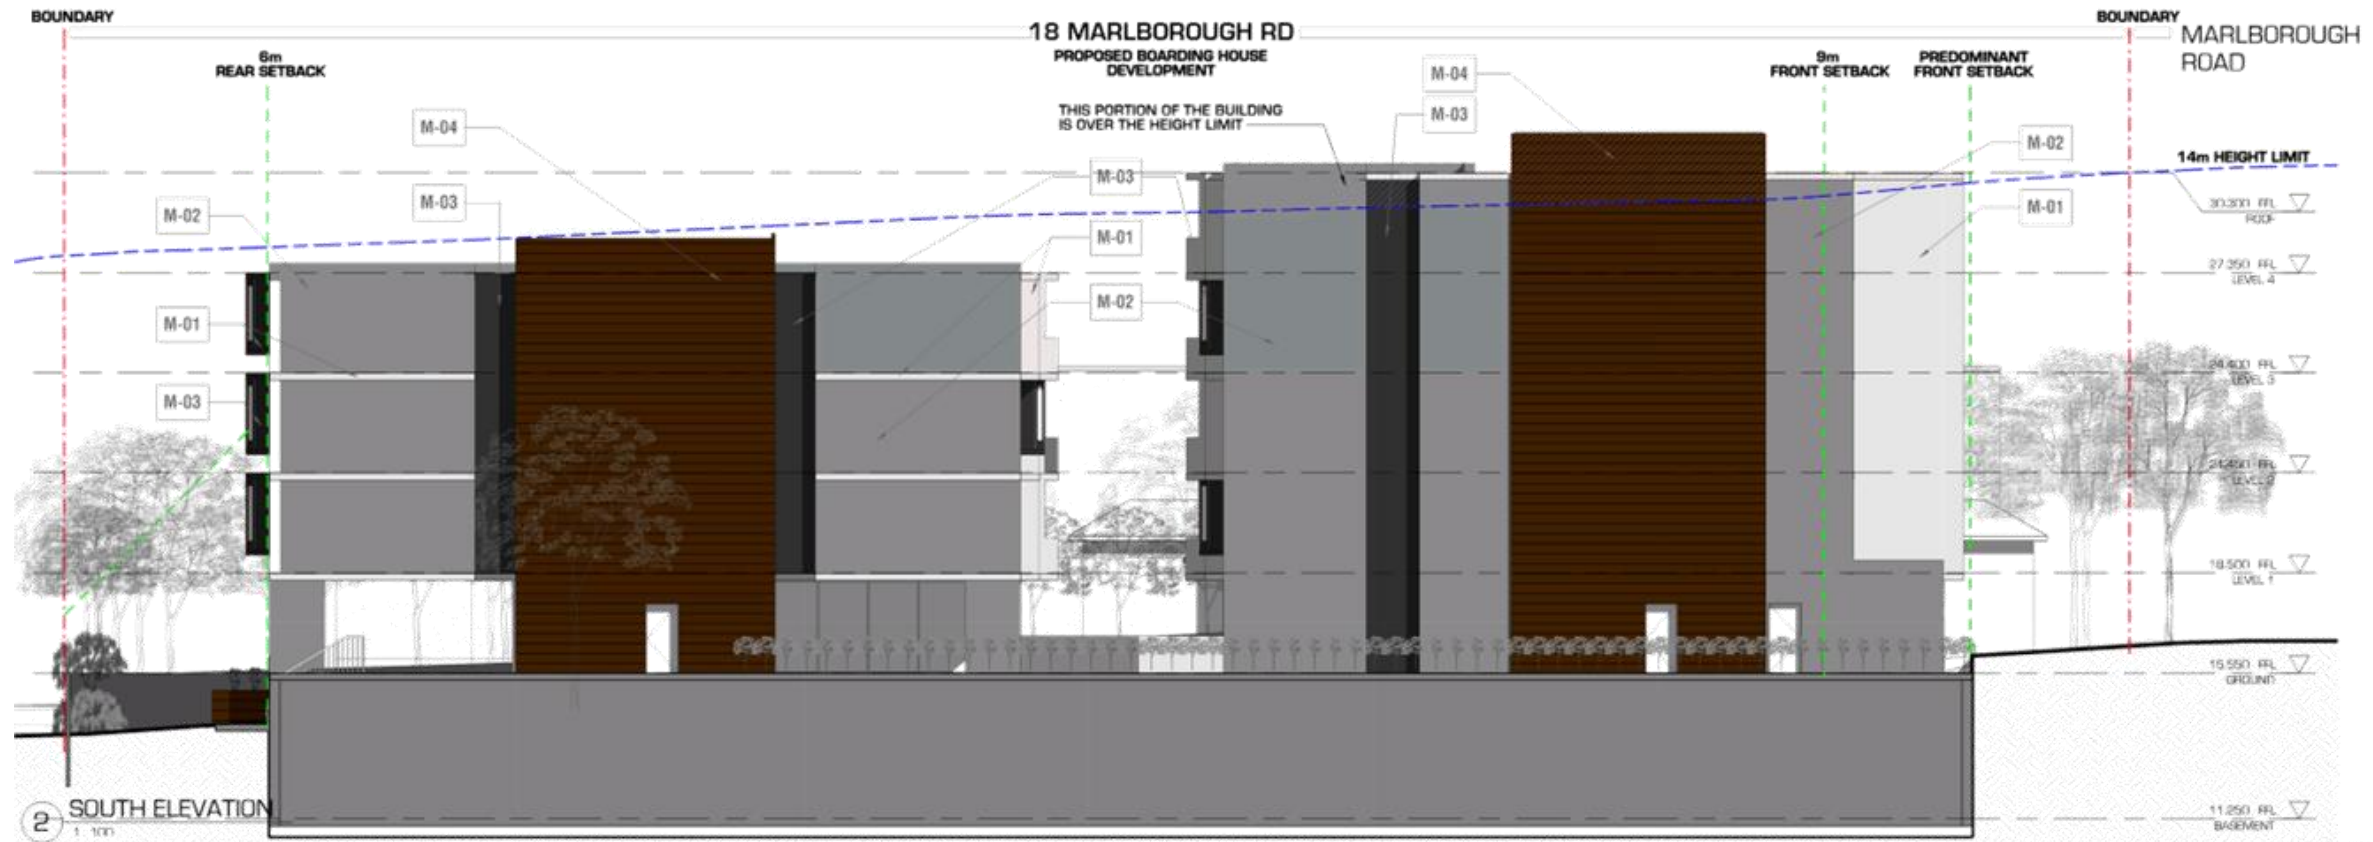 BOUNDARY
18 MARLBOROUGH RD
BOUNDARY
MARLBOROUGH
ROAD
6m
REAR SETBACK
PROPOSED BOARDING HOUSE
DEVELOPMENT
9m
FRONT SETBACK
PREDOMINANT
FRONT SETBACK
M-04
M-04
THIS PORTION OF THE BUILDING
IS OVER THE HEIGHT LIMIT
M-03
M-02
14m HEIGHT LIMIT
M-03
M-03
M-02
M-01
30.300 FFL
ROOF
M-01
27.350 FFL
LEVEL 4
M-02
M-01
24.400 FFL
LEVEL 3
M-03
21.450 FFL
LEVEL 2
18.500 FFL
LEVEL 1
15.550 FFL
GROUND
2
SOUTH ELEVATION
1 : 100
11.250 FFL
BASEMENT